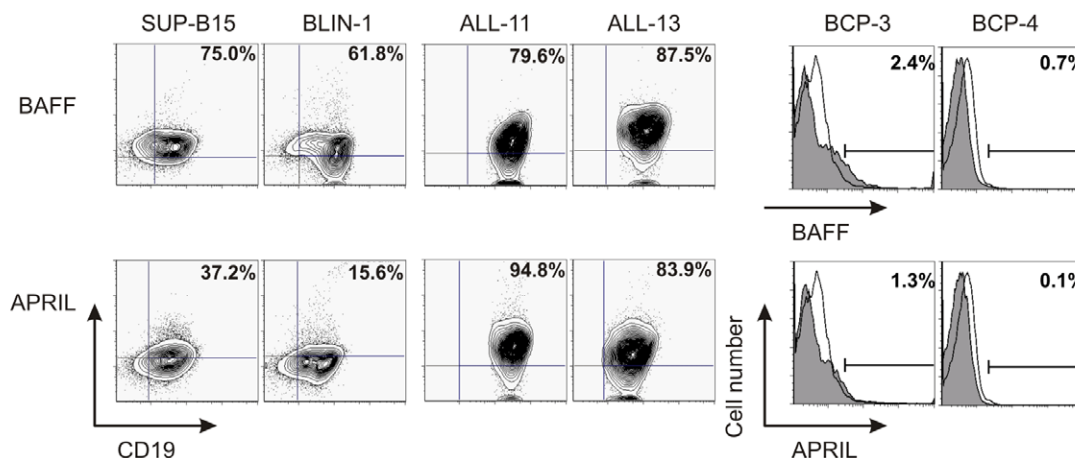 SUP-B15 BLIN-1 ALL-11 ALL-13 BCP-3 BCP-4
BAFF 75.0% 61.8% 79.6% 87.5% 2.4% 0.7%
BAFF
APRIL 37.2% 15.6% 94.8% 83.9% 1.3% 0.1%
Cell number
CD19 APRIL